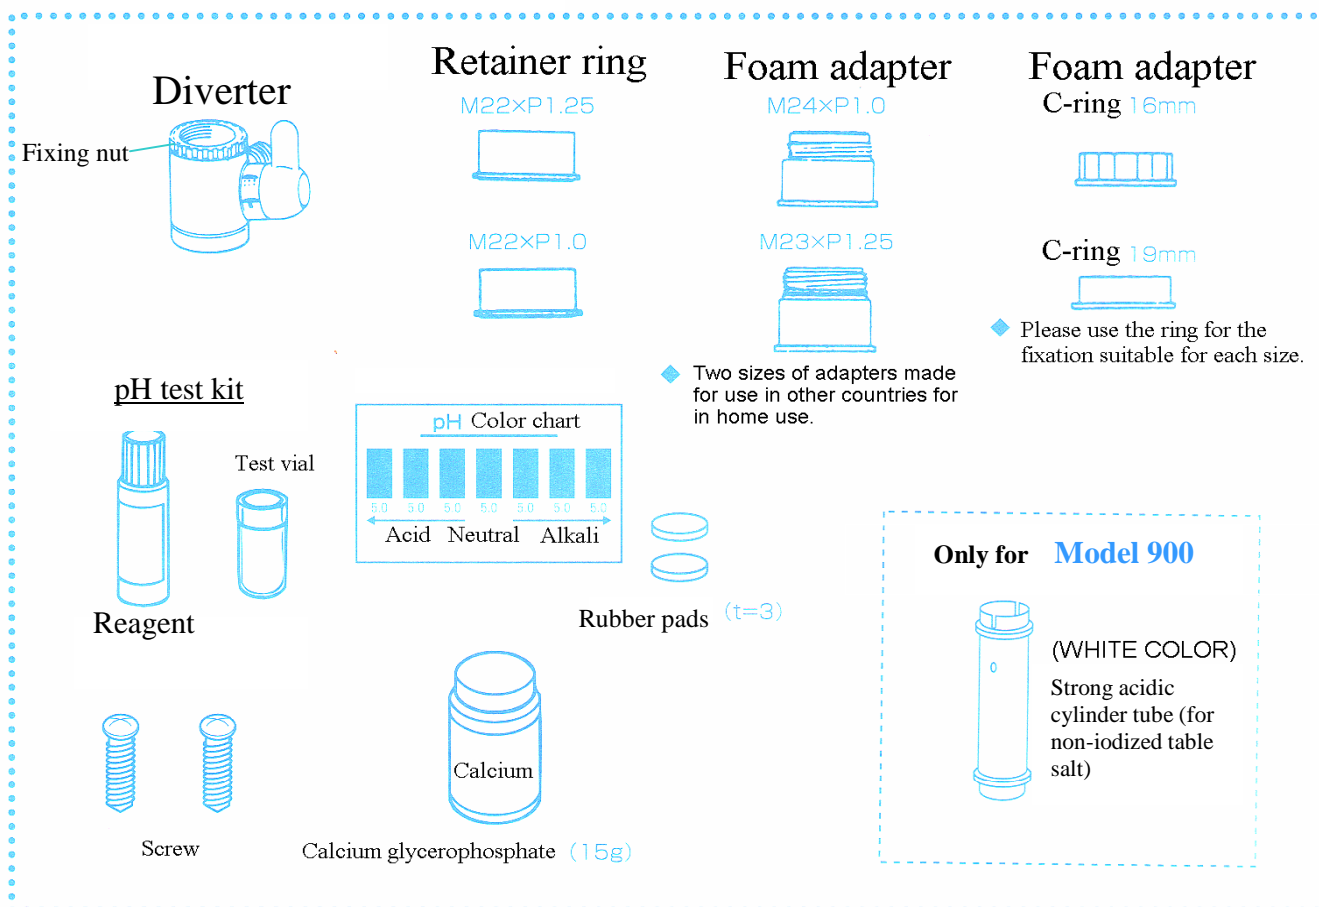 Diverter
Fixing nut
Retainer ring
M22×P1.25
M22×P1.0
Foam adapter
M24×P1.0
M23×P1.25
Two sizes of adapters made
for use in other countries for
in home use.
Foam adapter
C-ring 16mm
C-ring 19mm
Please use the ring for the
fixation suitable for each size.
pH test kit
Reagent
Test vial
pH Color chart
5.0 5.0 5.0 5.0 5.0 5.0 5.0
Acid Neutral Alkali
Rubber pads (t=3)
Screw
Calcium
Calcium glycerophosphate (15g)
Only for Model 900
(WHITE COLOR)
Strong acidic
cylinder tube (for
non-iodized table
salt)